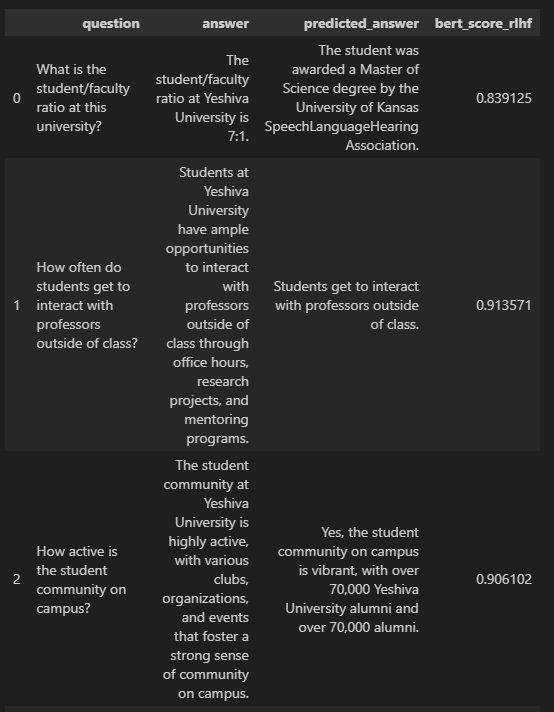 question answer predicted_answer bert_score_rlhf
0
What is the
student/faculty
ratio at this
university?
The
student/faculty
ratio at Yeshiva
University is
7:1.
The student was
awarded a Master of
Science degree by the
University of Kansas
SpeechLanguageHearing
Association.
0.839125
1
How often do
students get to
interact with
professors
outside of class?
Students at
Yeshiva
University
have ample
opportunities
to interact
with
professors
outside of
class through
office hours,
research
projects, and
mentoring
programs.
Students get to interact
with professors outside
of class.
0.913571
2
How active is
the student
community on
campus?
The student
community at
Yeshiva
University is
highly active,
with various
clubs,
organizations,
and events
that foster a
strong sense
of community
on campus.
Yes, the student
community on campus
is vibrant, with over
70,000 Yeshiva
University alumni and
over 70,000 alumni.
0.906102